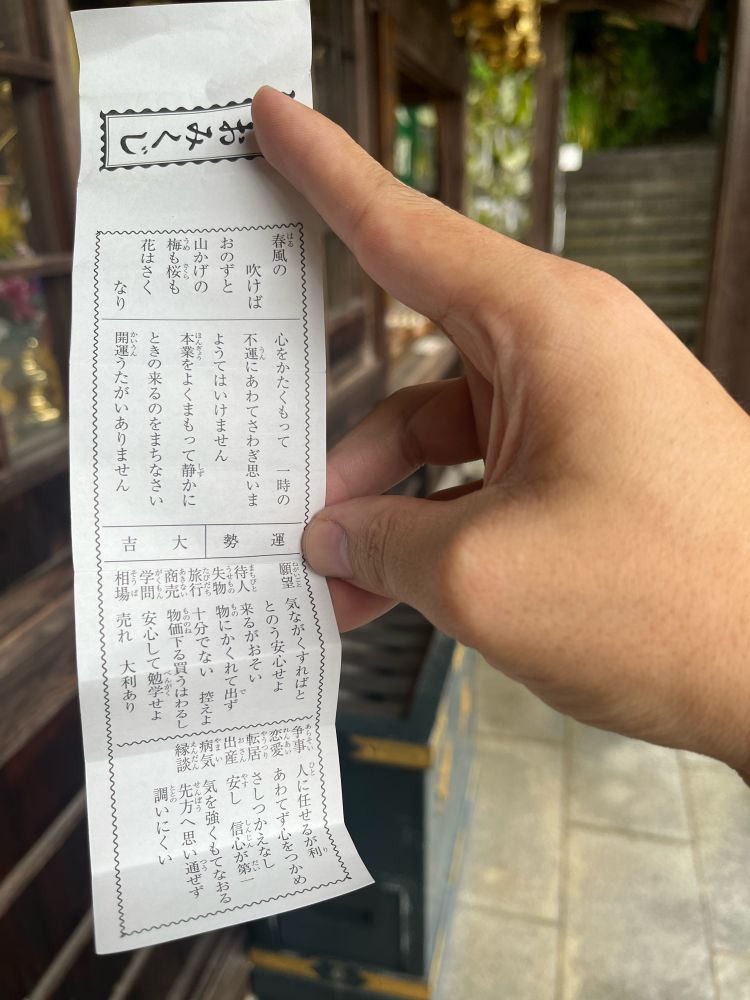 おみくじ
春風の
吹けば
おのずと
山かげの
梅も桜も
花はさく
なり
心をかたくもって 一時の
不運にあわてさわぎ思いま
ようてはいけません
本業をよくまもって静かに
ときの来るのをまちなさい
開運うたがいありません
運勢 大吉
願望 気ながくすればと
とのう安心せよ
待人 来るがおそい
失物 物にかくれて出ず
旅行 十分でない 控えよ
商売 物価下る買うはわるし
学問 安心して勉学せよ
相場 売れ 大利あり
争事 人に任せるが利
恋愛 あわてず心をつかめ
転居 さしつかえなし
出産 安し 信心が第一
病気 気を強くもてなおる
縁談 先方へ思い通ぜず
調いにくい